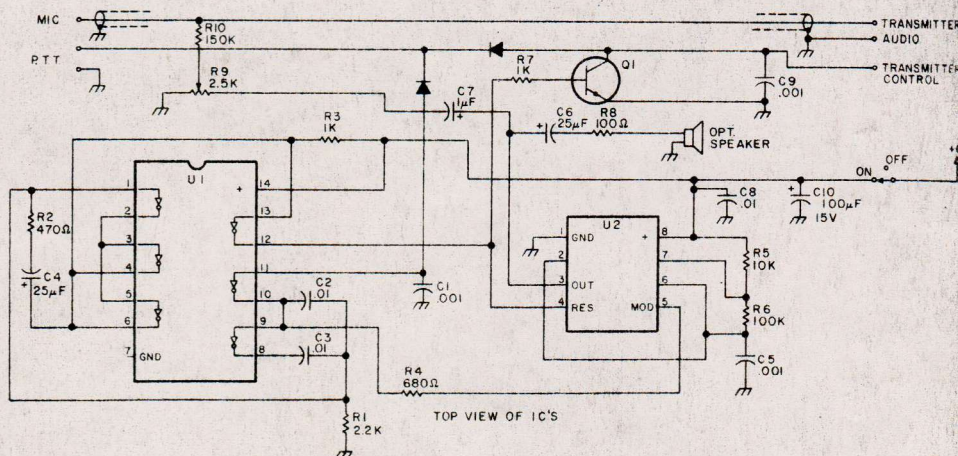 MIC
R10
150K
TRANSMITTER
AUDIO
P.T.T
R9
2.5K
R7
1K
Q1
C9
.001
TRANSMITTER
CONTROL
C7
1µF
+
R3
1K
+ C6
25µF
R8
100Ω
OPT.
SPEAKER
ON
OFF
U1
1
2
3
4
5
6
7
GND
+
14
13
12
11
10
9
8
R2
470Ω
C4
+
25µF
C2
.01
C3
.01
C1
.001
R4
680Ω
R1
2.2K
U2
1
GND
2
3
OUT
4
RES
+
8
7
6
MOD
5
C8
.01
+
C10
100µF
15V
R5
10K
R6
100K
C5
.001
TOP VIEW OF IC'S